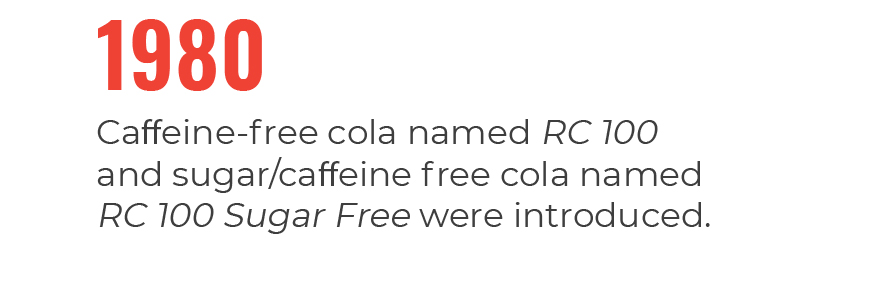 1980
Caffeine-free cola named RC 100
and sugar/caffeine free cola named
RC 100 Sugar Free were introduced.